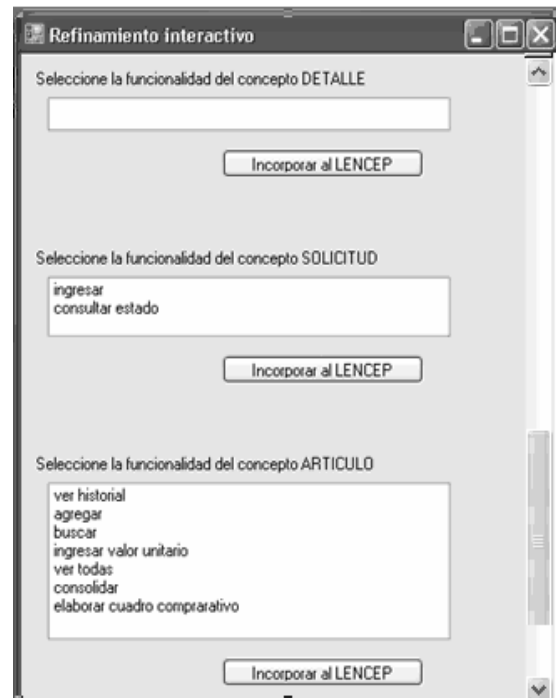 Refinamiento interactivo
Seleccione la funcionalidad del concepto DETALLE
Incorporar al LENCEP
Seleccione la funcionalidad del concepto SOLICITUD
ingresar
consultar estado
Incorporar al LENCEP
Seleccione la funcionalidad del concepto ARTICULO
ver historial
agregar
buscar
ingresar valor unitario
ver todas
consolidar
elaborar cuadro comprarativo
Incorporar al LENCEP